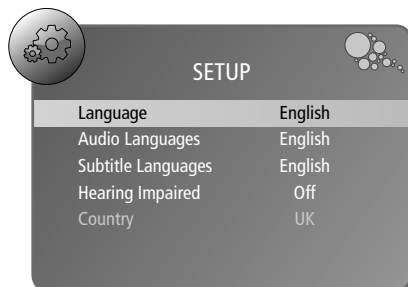 SETUP
Language English
Audio Languages English
Subtitle Languages English
Hearing Impaired Off
Country UK